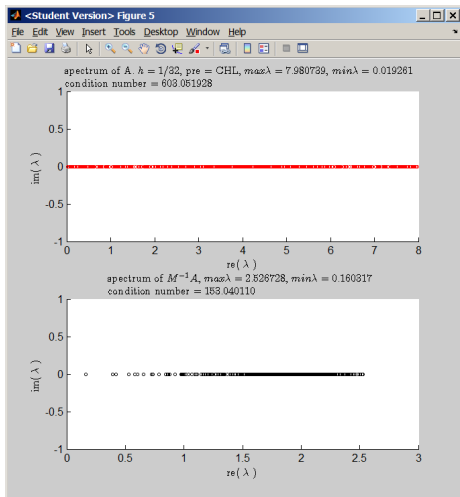 <Student Version> Figure 5
File Edit View Insert Tools Desktop Window Help
spectrum of A. h = 1/32, pre = CHL, maxλ = 7.980739, minλ = 0.019261
condition number = 603.051928
1
0.5
0
-0.5
-1
im( λ )
0 1 2 3 4 5 6 7 8
re( λ )
spectrum of M⁻¹A, maxλ = 2.526728, minλ = 0.160317
condition number = 153.040110
1
0.5
0
-0.5
-1
im( λ )
0 0.5 1 1.5 2 2.5 3
re( λ )